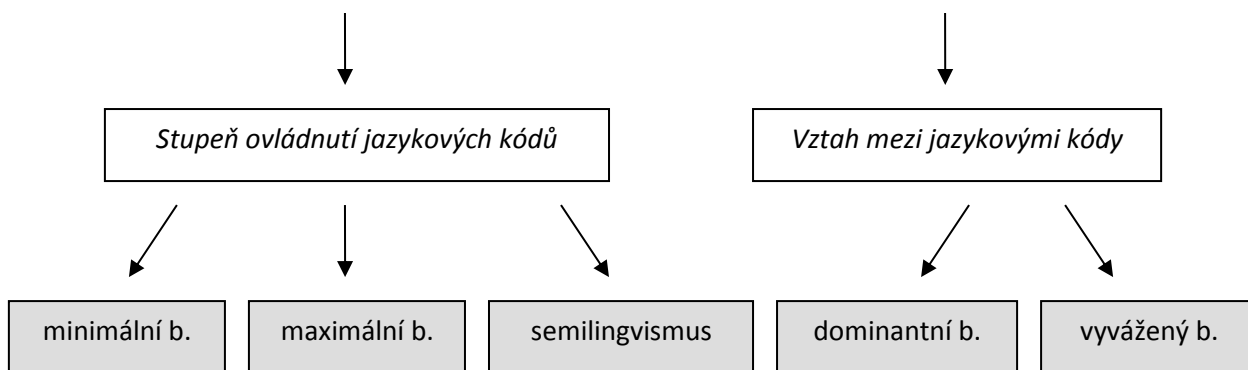 Stupeň ovládnutí jazykových kódů
Vztah mezi jazykovými kódy
minimální b.
maximální b.
semilingvismus
dominantní b.
vyvážený b.